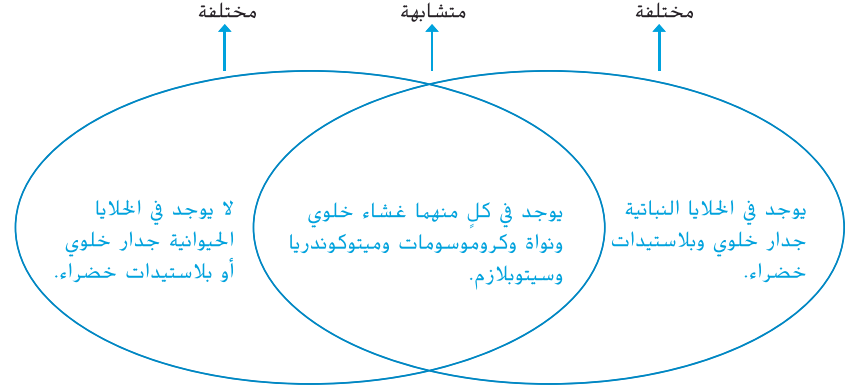 مختلفة
متشابهة
مختلفة
يوجد في الخلايا النباتية
جدار خلوي وبلاستيدات
خضراء.
يوجد في كلٍ منهما غشاء خلوي
ونواة وكروموسومات وميتوكوندريا
وسيتوبلازم.
لا يوجد في الخلايا
الحيوانية جدار خلوي
أو بلاستيدات خضراء.